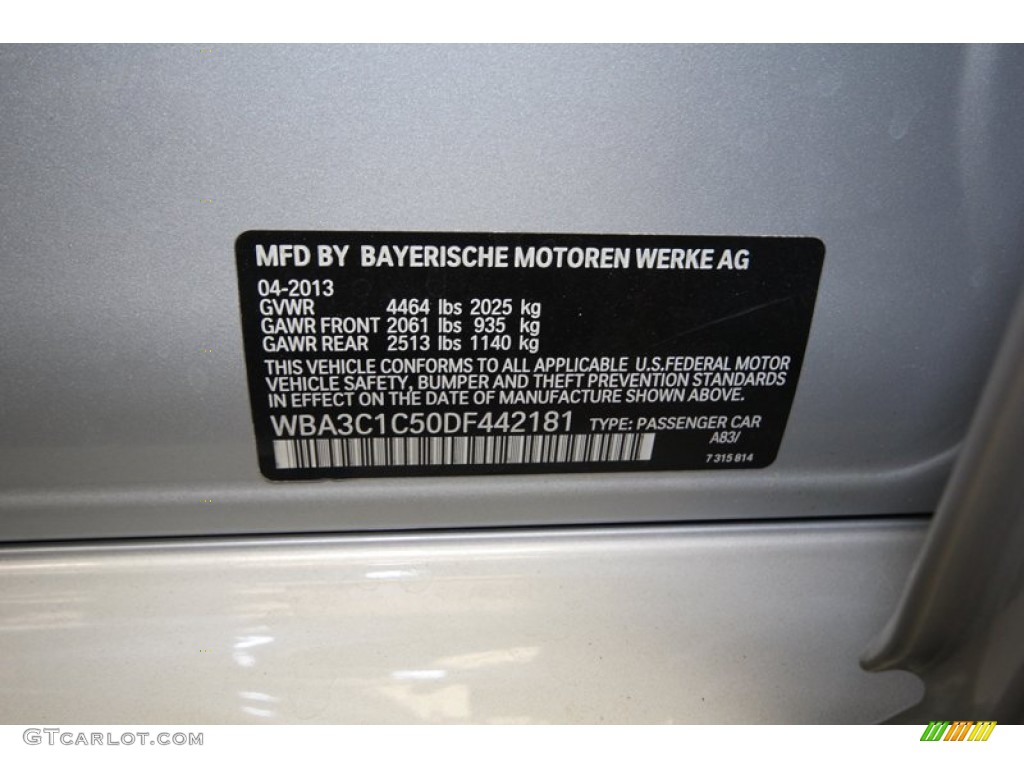 MFD BY BAYERISCHE MOTOREN WERKE AG
04-2013
GVWR 4464 lbs 2025 kg
GAWR FRONT 2061 lbs 935 kg
GAWR REAR 2513 lbs 1140 kg
THIS VEHICLE CONFORMS TO ALL APPLICABLE U.S.FEDERAL MOTOR
VEHICLE SAFETY, BUMPER AND THEFT PREVENTION STANDARDS
IN EFFECT ON THE DATE OF MANUFACTURE SHOWN ABOVE.
WBA3C1C50DF442181 TYPE: PASSENGER CAR
A83/
7 315 814
GTCARLOT.COM